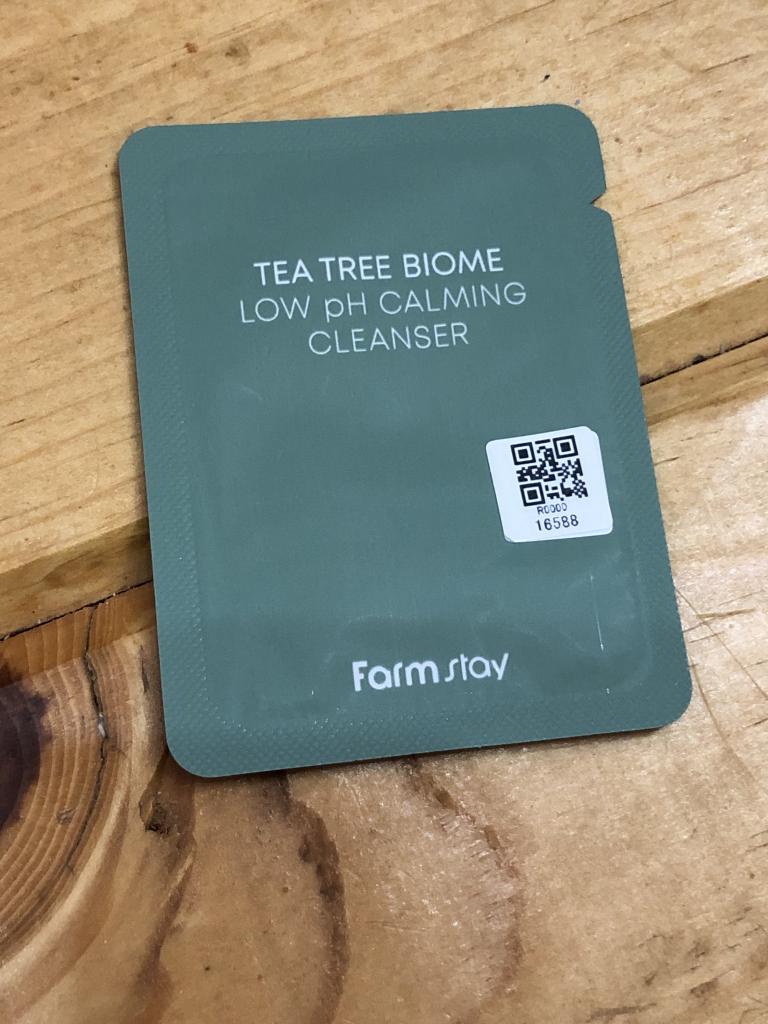 TEA TREE BIOME
LOW pH CALMING
CLEANSER
R0000
16588
Farm stay